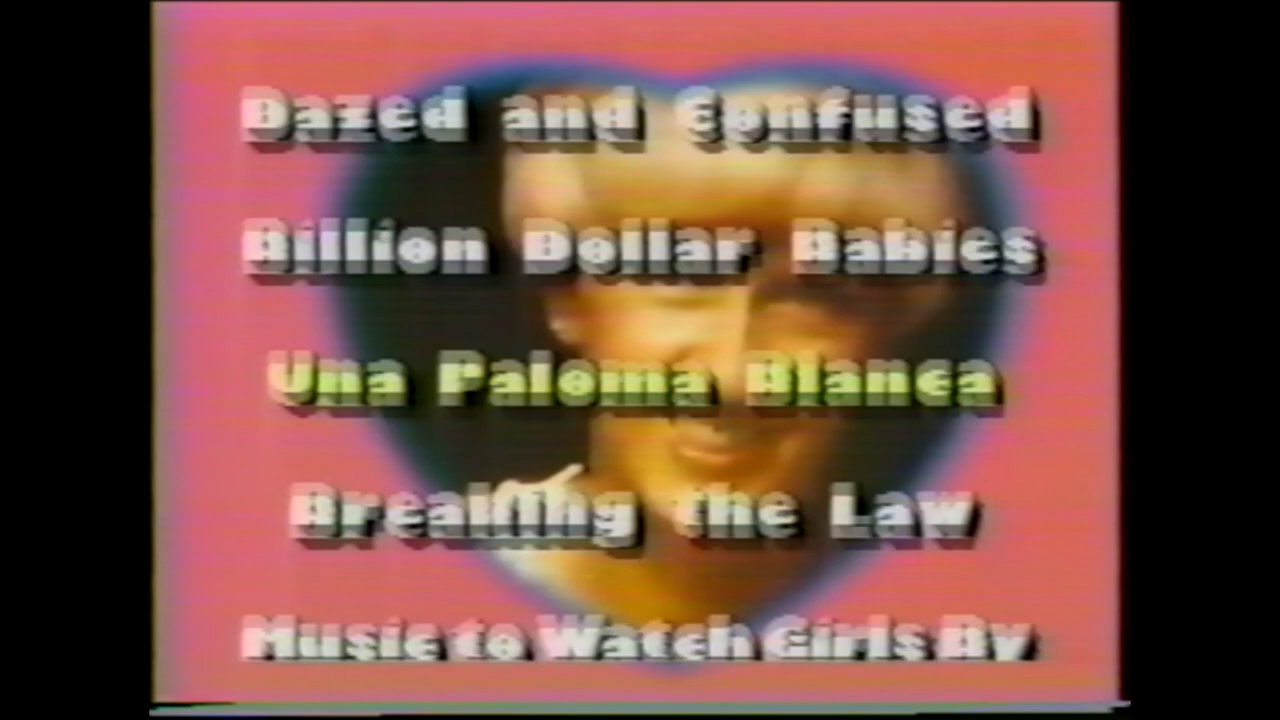 Dazed and Confused
Billion Dollar Babies
Una Paloma Blanca
Breaking the Law
Music to Watch Girls By